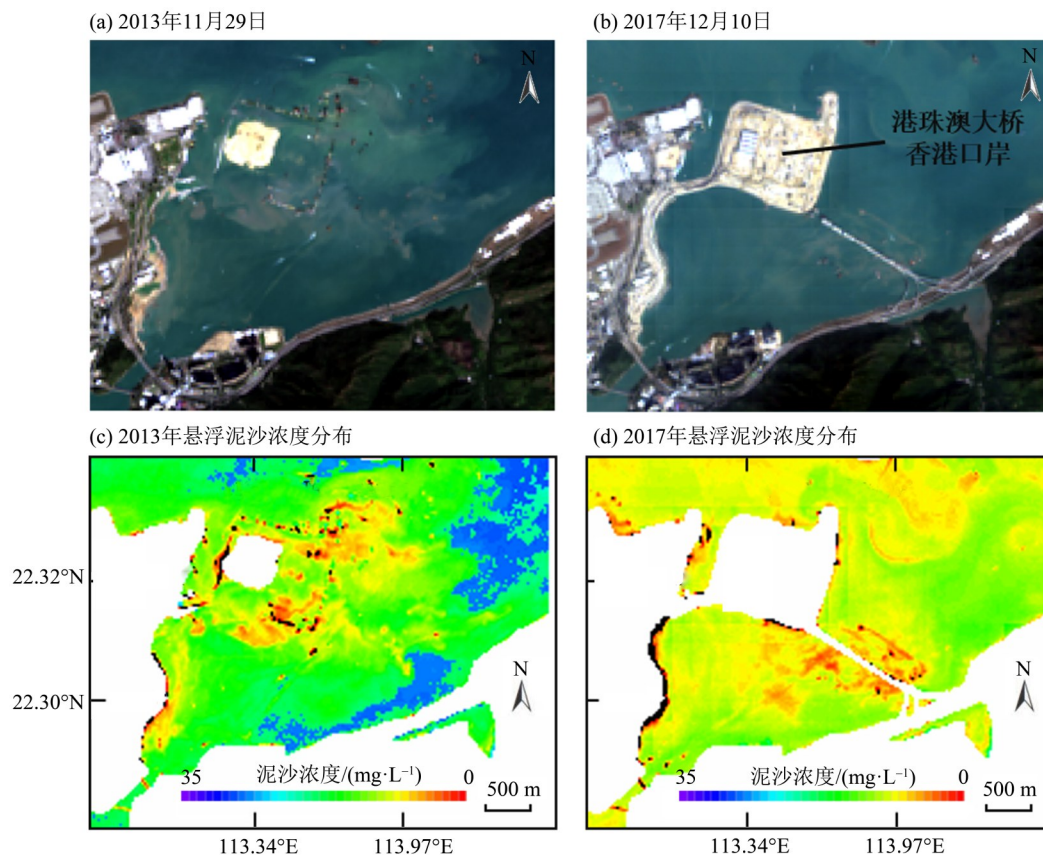 (a) 2013年11月29日
(b) 2017年12月10日
N
N
港珠澳大桥
香港口岸
(c) 2013年悬浮泥沙浓度分布
(d) 2017年悬浮泥沙浓度分布
22.32°N
22.30°N
N
N
35 泥沙浓度/(mg·L⁻¹) 0
500 m
35 泥沙浓度/(mg·L⁻¹) 0
500 m
113.34°E
113.97°E
113.34°E
113.97°E